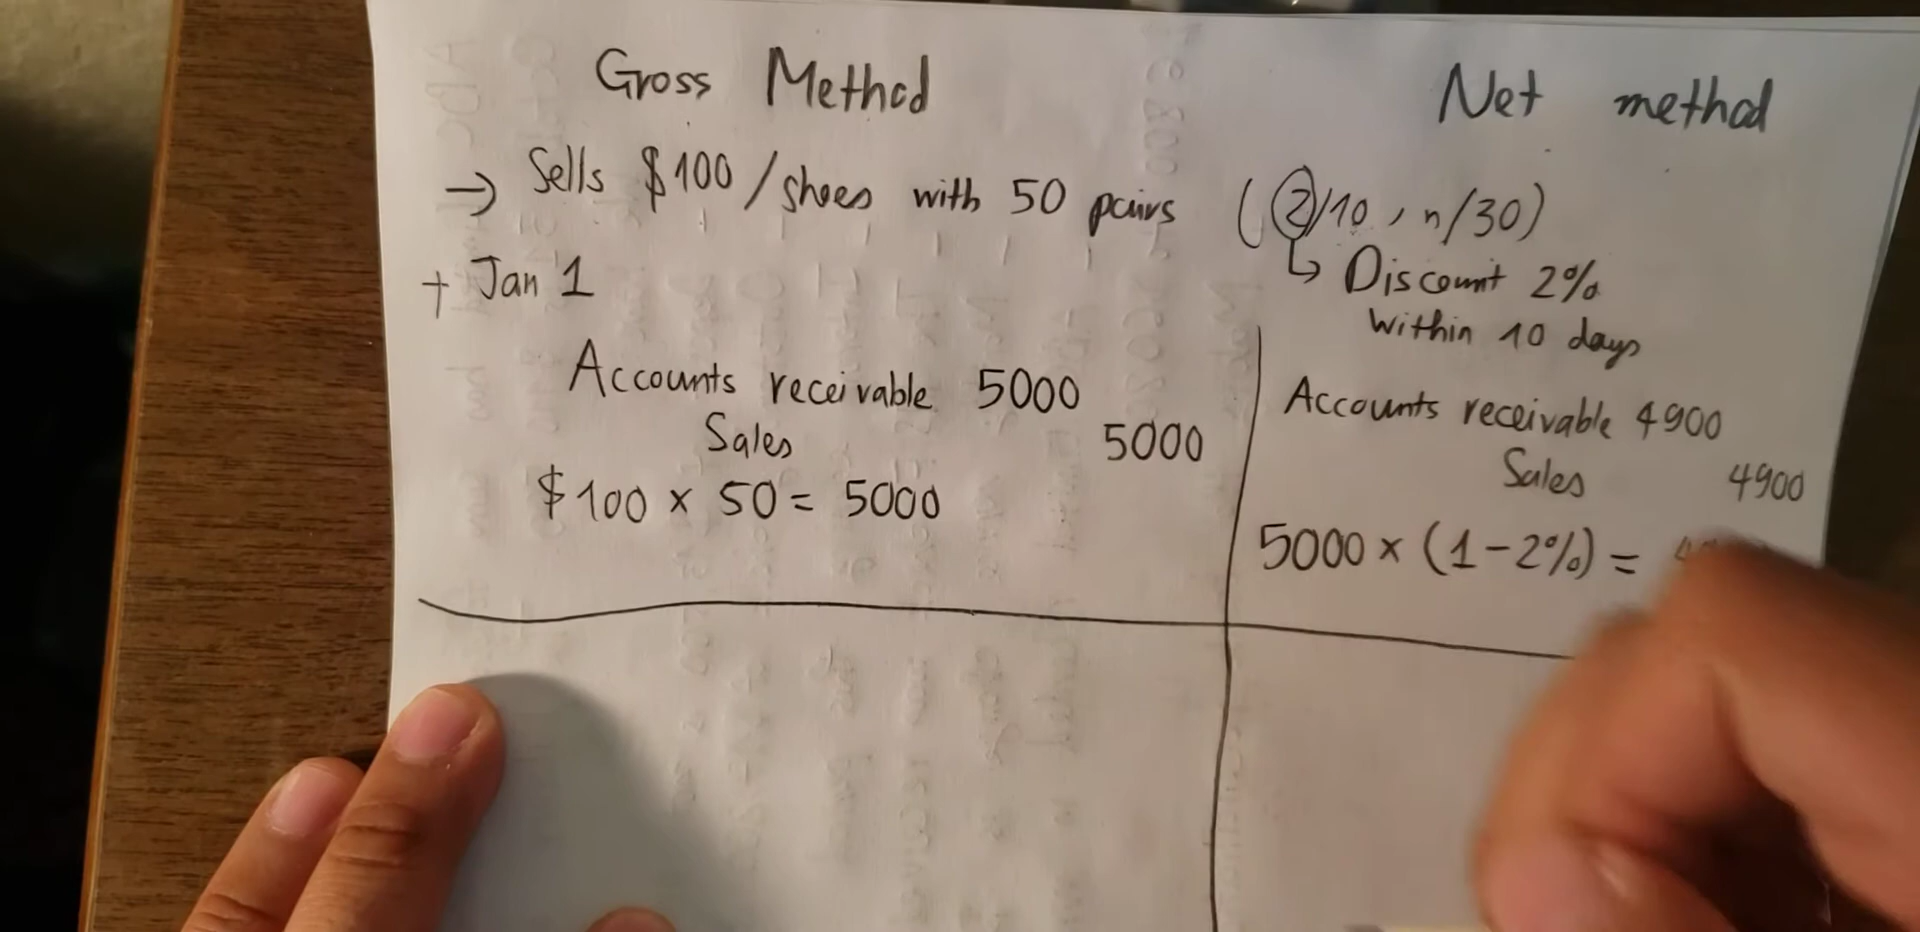 Gross Method
Net method
→ Sells $100/shoes with 50 pairs (2/10, n/30)
↳ Discount 2%
within 10 days
+ Jan 1
Accounts receivable 5000
Sales 5000
$100 × 50 = 5000
Accounts receivable 4900
Sales 4900
5000 × (1-2%) =